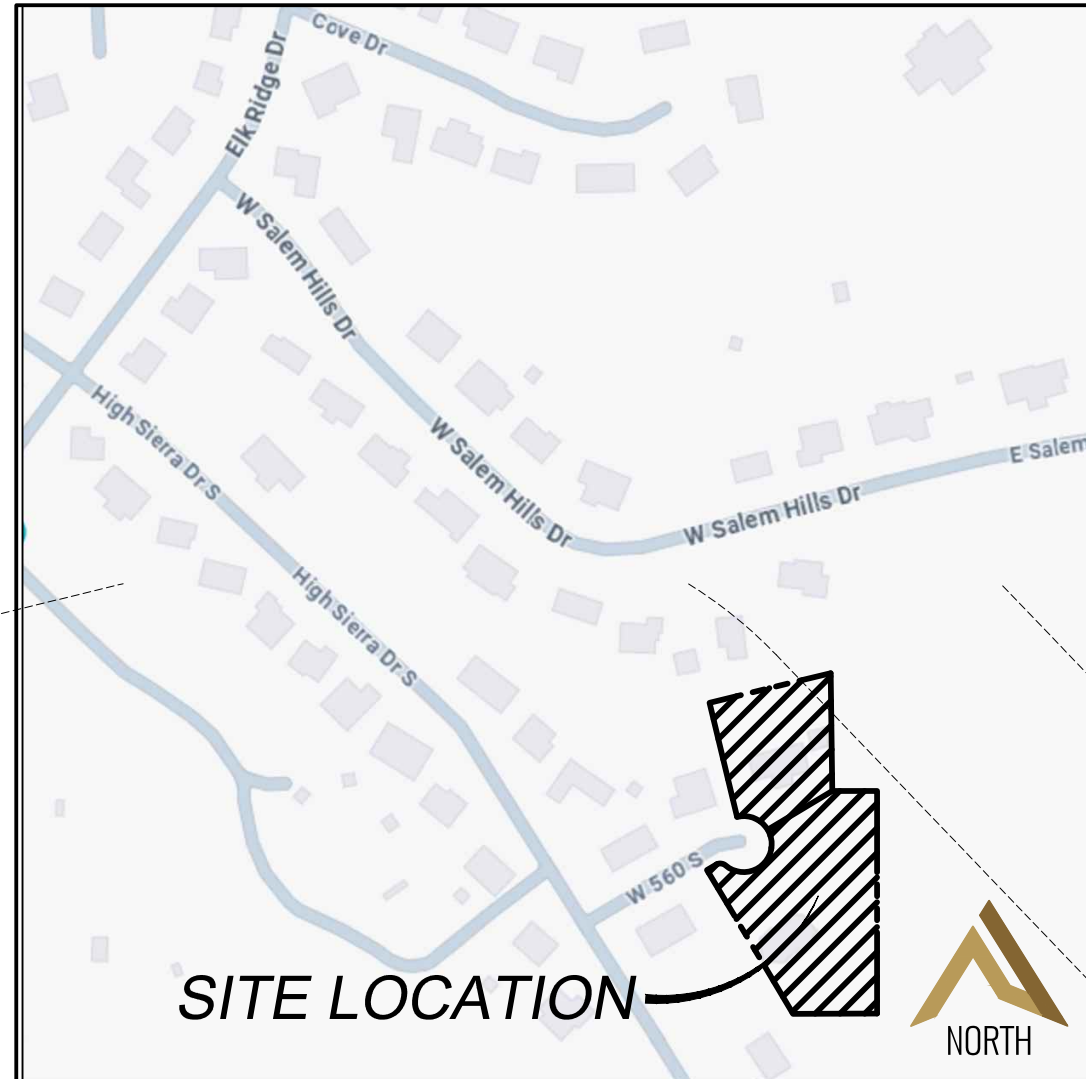 Cove Dr
Elk Ridge Dr
W Salem Hills Dr
High Sierra Dr S
W Salem Hills Dr
E Salem
W Salem Hills Dr
High Sierra Dr S
W 560 S
SITE LOCATION
NORTH